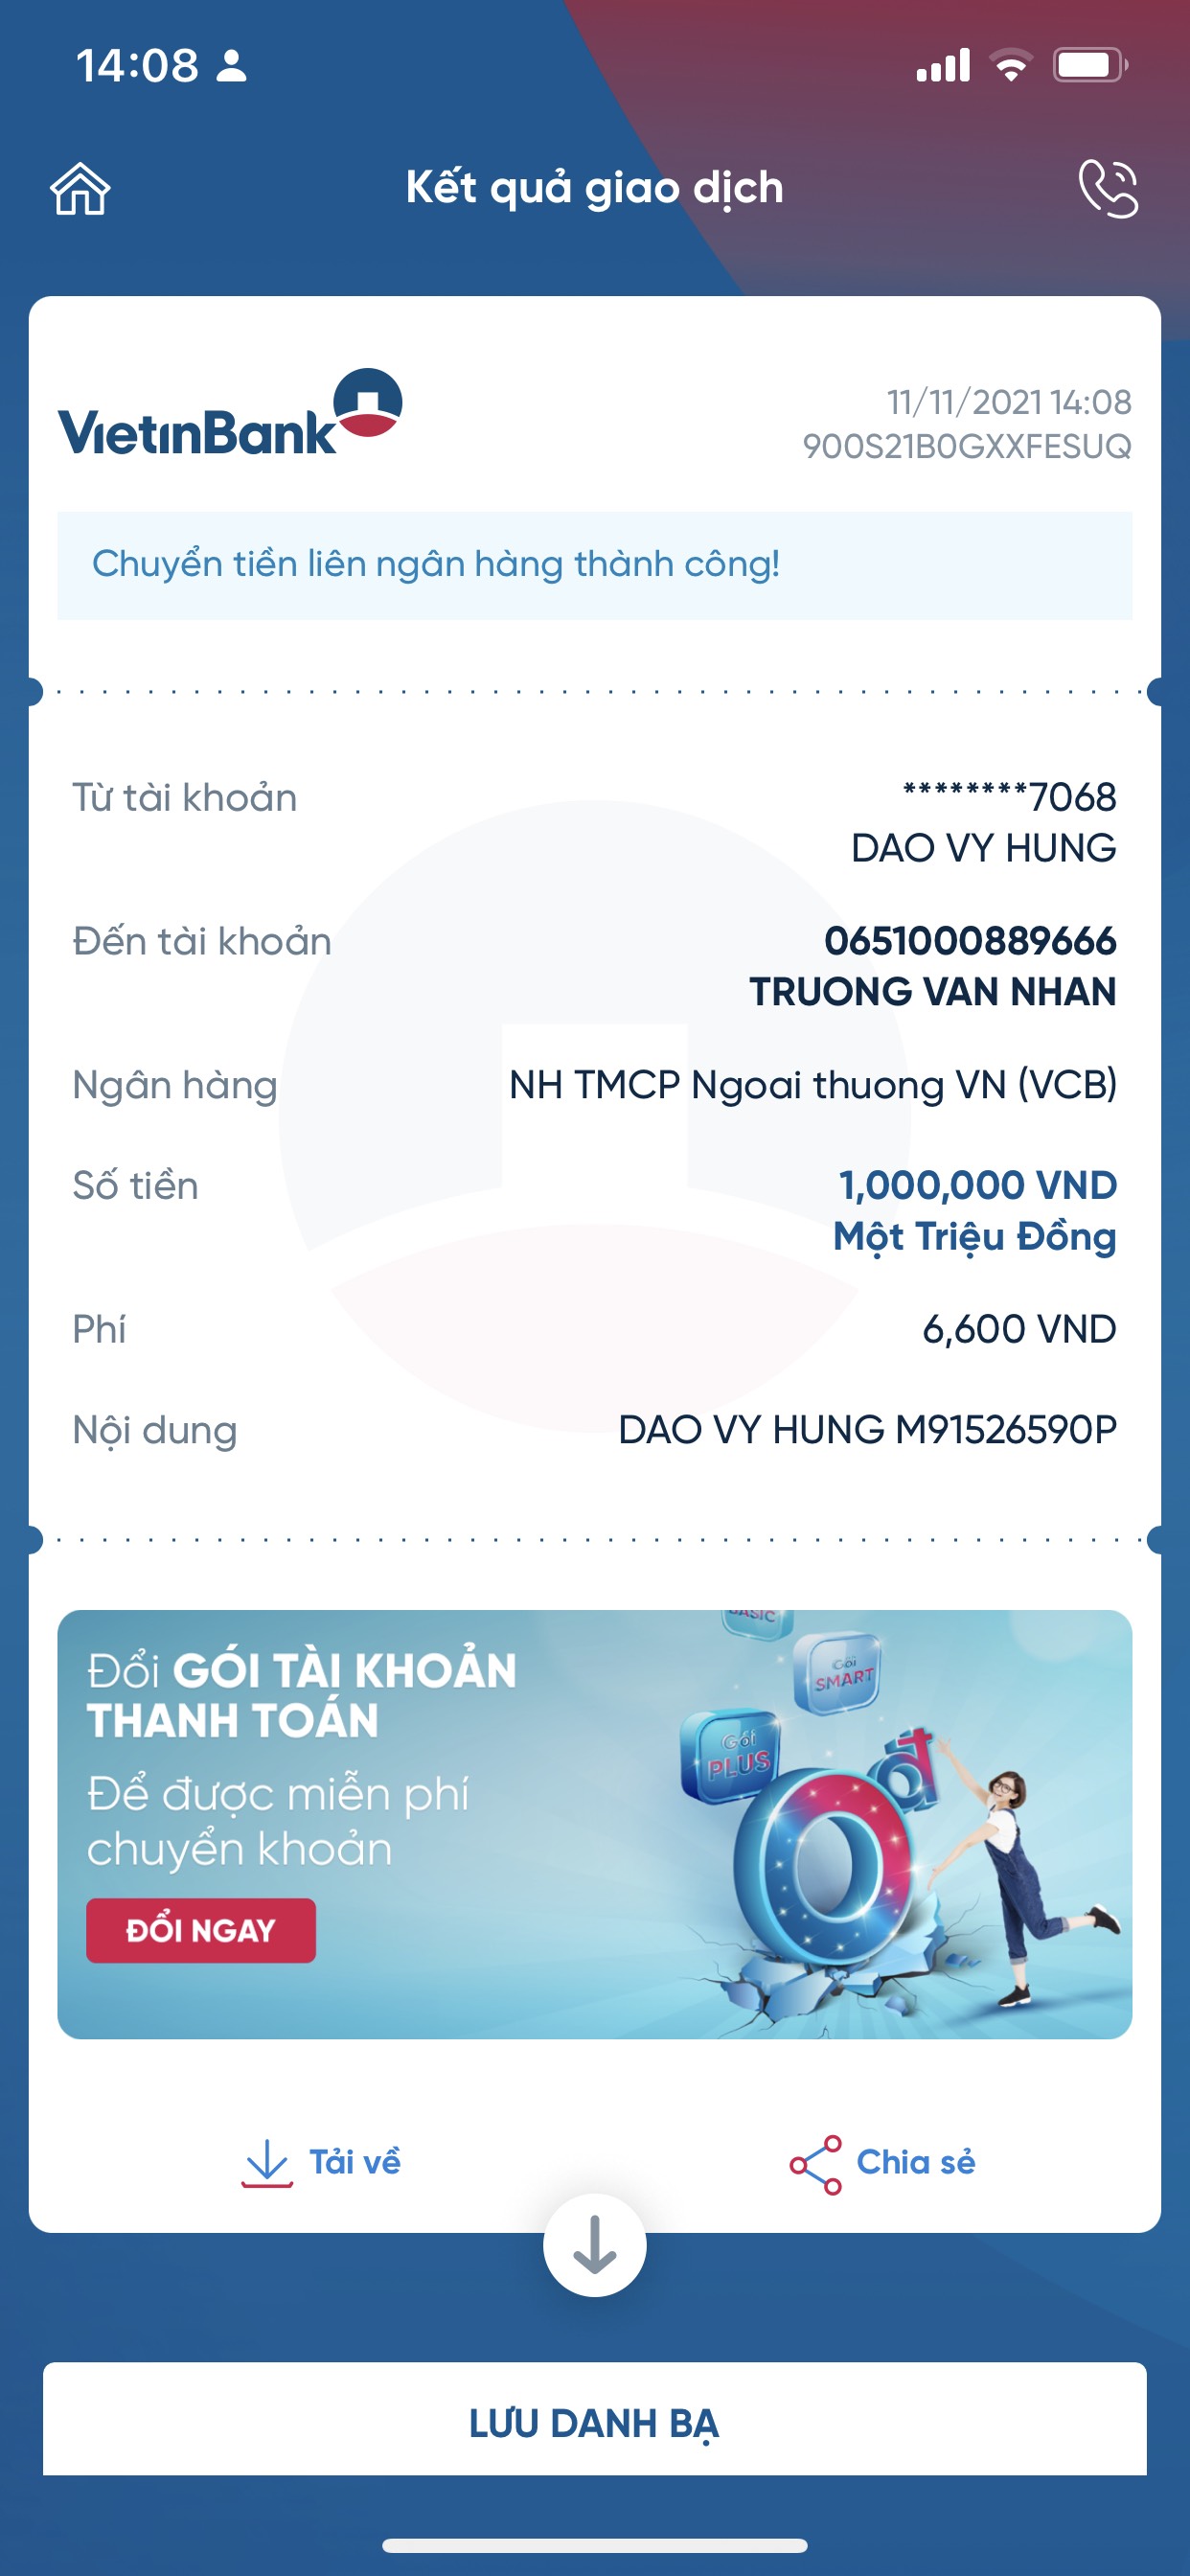 14:08
Kết quả giao dịch
VietinBank
11/11/2021 14:08
900S21B0GXXFESUQ
Chuyển tiền liên ngân hàng thành công!
Từ tài khoản
********7068
DAO VY HUNG
Đến tài khoản
0651000889666
TRUONG VAN NHAN
Ngân hàng
NH TMCP Ngoai thuong VN (VCB)
Số tiền
1,000,000 VND
Một Triệu Đồng
Phí
6,600 VND
Nội dung
DAO VY HUNG M91526590P
Đổi GÓI TÀI KHOẢN
THANH TOÁN
Để được miễn phí
chuyển khoản
ĐỔI NGAY
BASIC
Gói
SMART
Gói
PLUS
0đ
Tải về
Chia sẻ
LƯU DANH BẠ